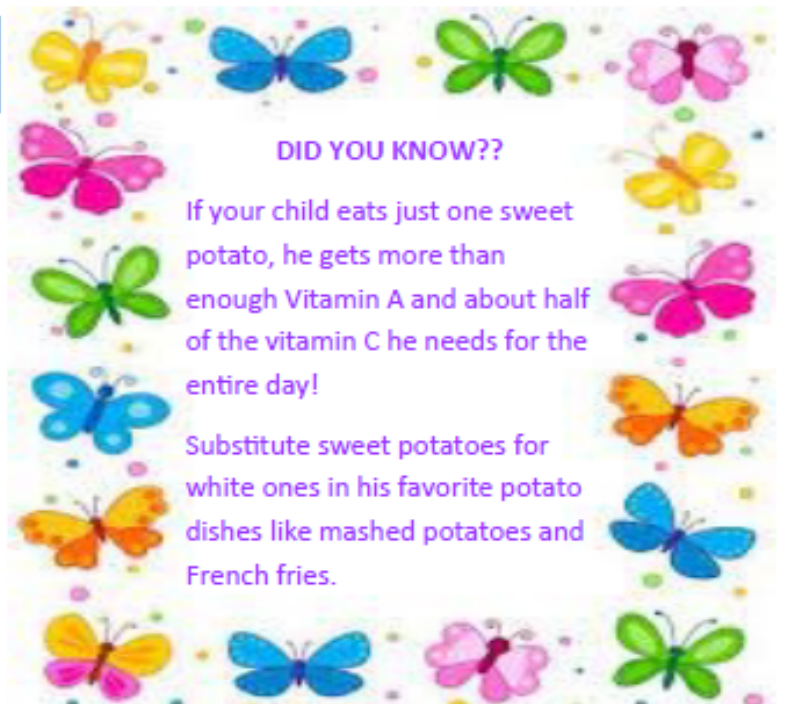 DID YOU KNOW??
If your child eats just one sweet
potato, he gets more than
enough Vitamin A and about half
of the vitamin C he needs for the
entire day!
Substitute sweet potatoes for
white ones in his favorite potato
dishes like mashed potatoes and
French fries.